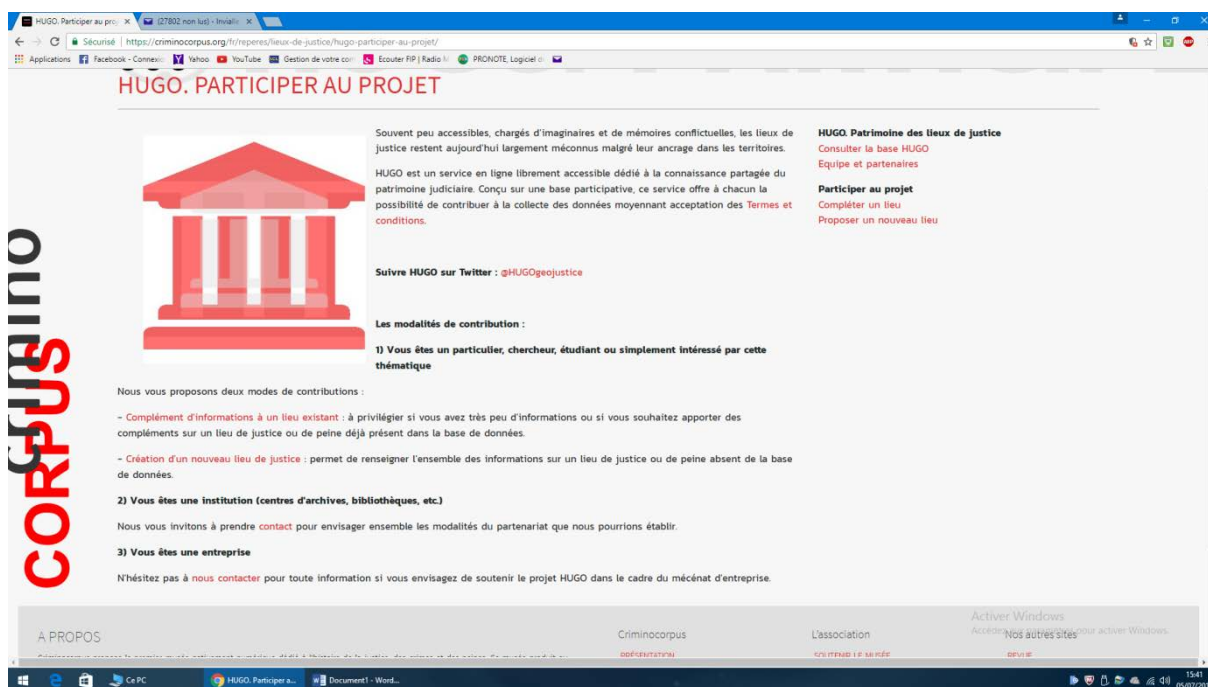 HUGO. Participer au pro
(27802 non lus) - Invialis
Sécurisé | https://criminocorpus.org/fr/reperes/lieux-de-justice/hugo-participer-au-projet/
Applications Facebook - Connexio Yahoo YouTube Gestion de votre com Ecouter FIP | Radio PRONOTE, Logiciel d
HUGO. PARTICIPER AU PROJET
Souvent peu accessibles, chargés d'imaginaires et de mémoires conflictuelles, les lieux de
justice restent aujourd'hui largement méconnus malgré leur ancrage dans les territoires.
HUGO est un service en ligne librement accessible dédié à la connaissance partagée du
patrimoine judiciaire. Conçu sur une base participative, ce service offre à chacun la
possibilité de contribuer à la collecte des données moyennant acceptation des Termes et
conditions.
Suivre HUGO sur Twitter : @HUGOgeojustice
Les modalités de contribution :
1) Vous êtes un particulier, chercheur, étudiant ou simplement intéressé par cette
thématique
Nous vous proposons deux modes de contributions :
– Complément d'informations à un lieu existant : à privilégier si vous avez très peu d'informations ou si vous souhaitez apporter des
compléments sur un lieu de justice ou de peine déjà présent dans la base de données.
– Création d'un nouveau lieu de justice : permet de renseigner l'ensemble des informations sur un lieu de justice ou de peine absent de la base
de données.
2) Vous êtes une institution (centres d'archives, bibliothèques, etc.)
Nous vous invitons à prendre contact pour envisager ensemble les modalités du partenariat que nous pourrions établir.
3) Vous êtes une entreprise
N'hésitez pas à nous contacter pour toute information si vous envisagez de soutenir le projet HUGO dans le cadre du mécénat d'entreprise.
HUGO. Patrimoine des lieux de justice
Consulter la base HUGO
Equipe et partenaires
Participer au projet
Compléter un lieu
Proposer un nouveau lieu
crimino
CORPUS
A PROPOS
Criminocorpus
PRÉSENTATION
L'association
SOUTENIR LE MUSÉE
Nos autres sites
REVUE
Activer Windows
pour activer Windows.
Ce PC
HUGO. Participer a...
Document1 - Word...
15:41
05/07/201